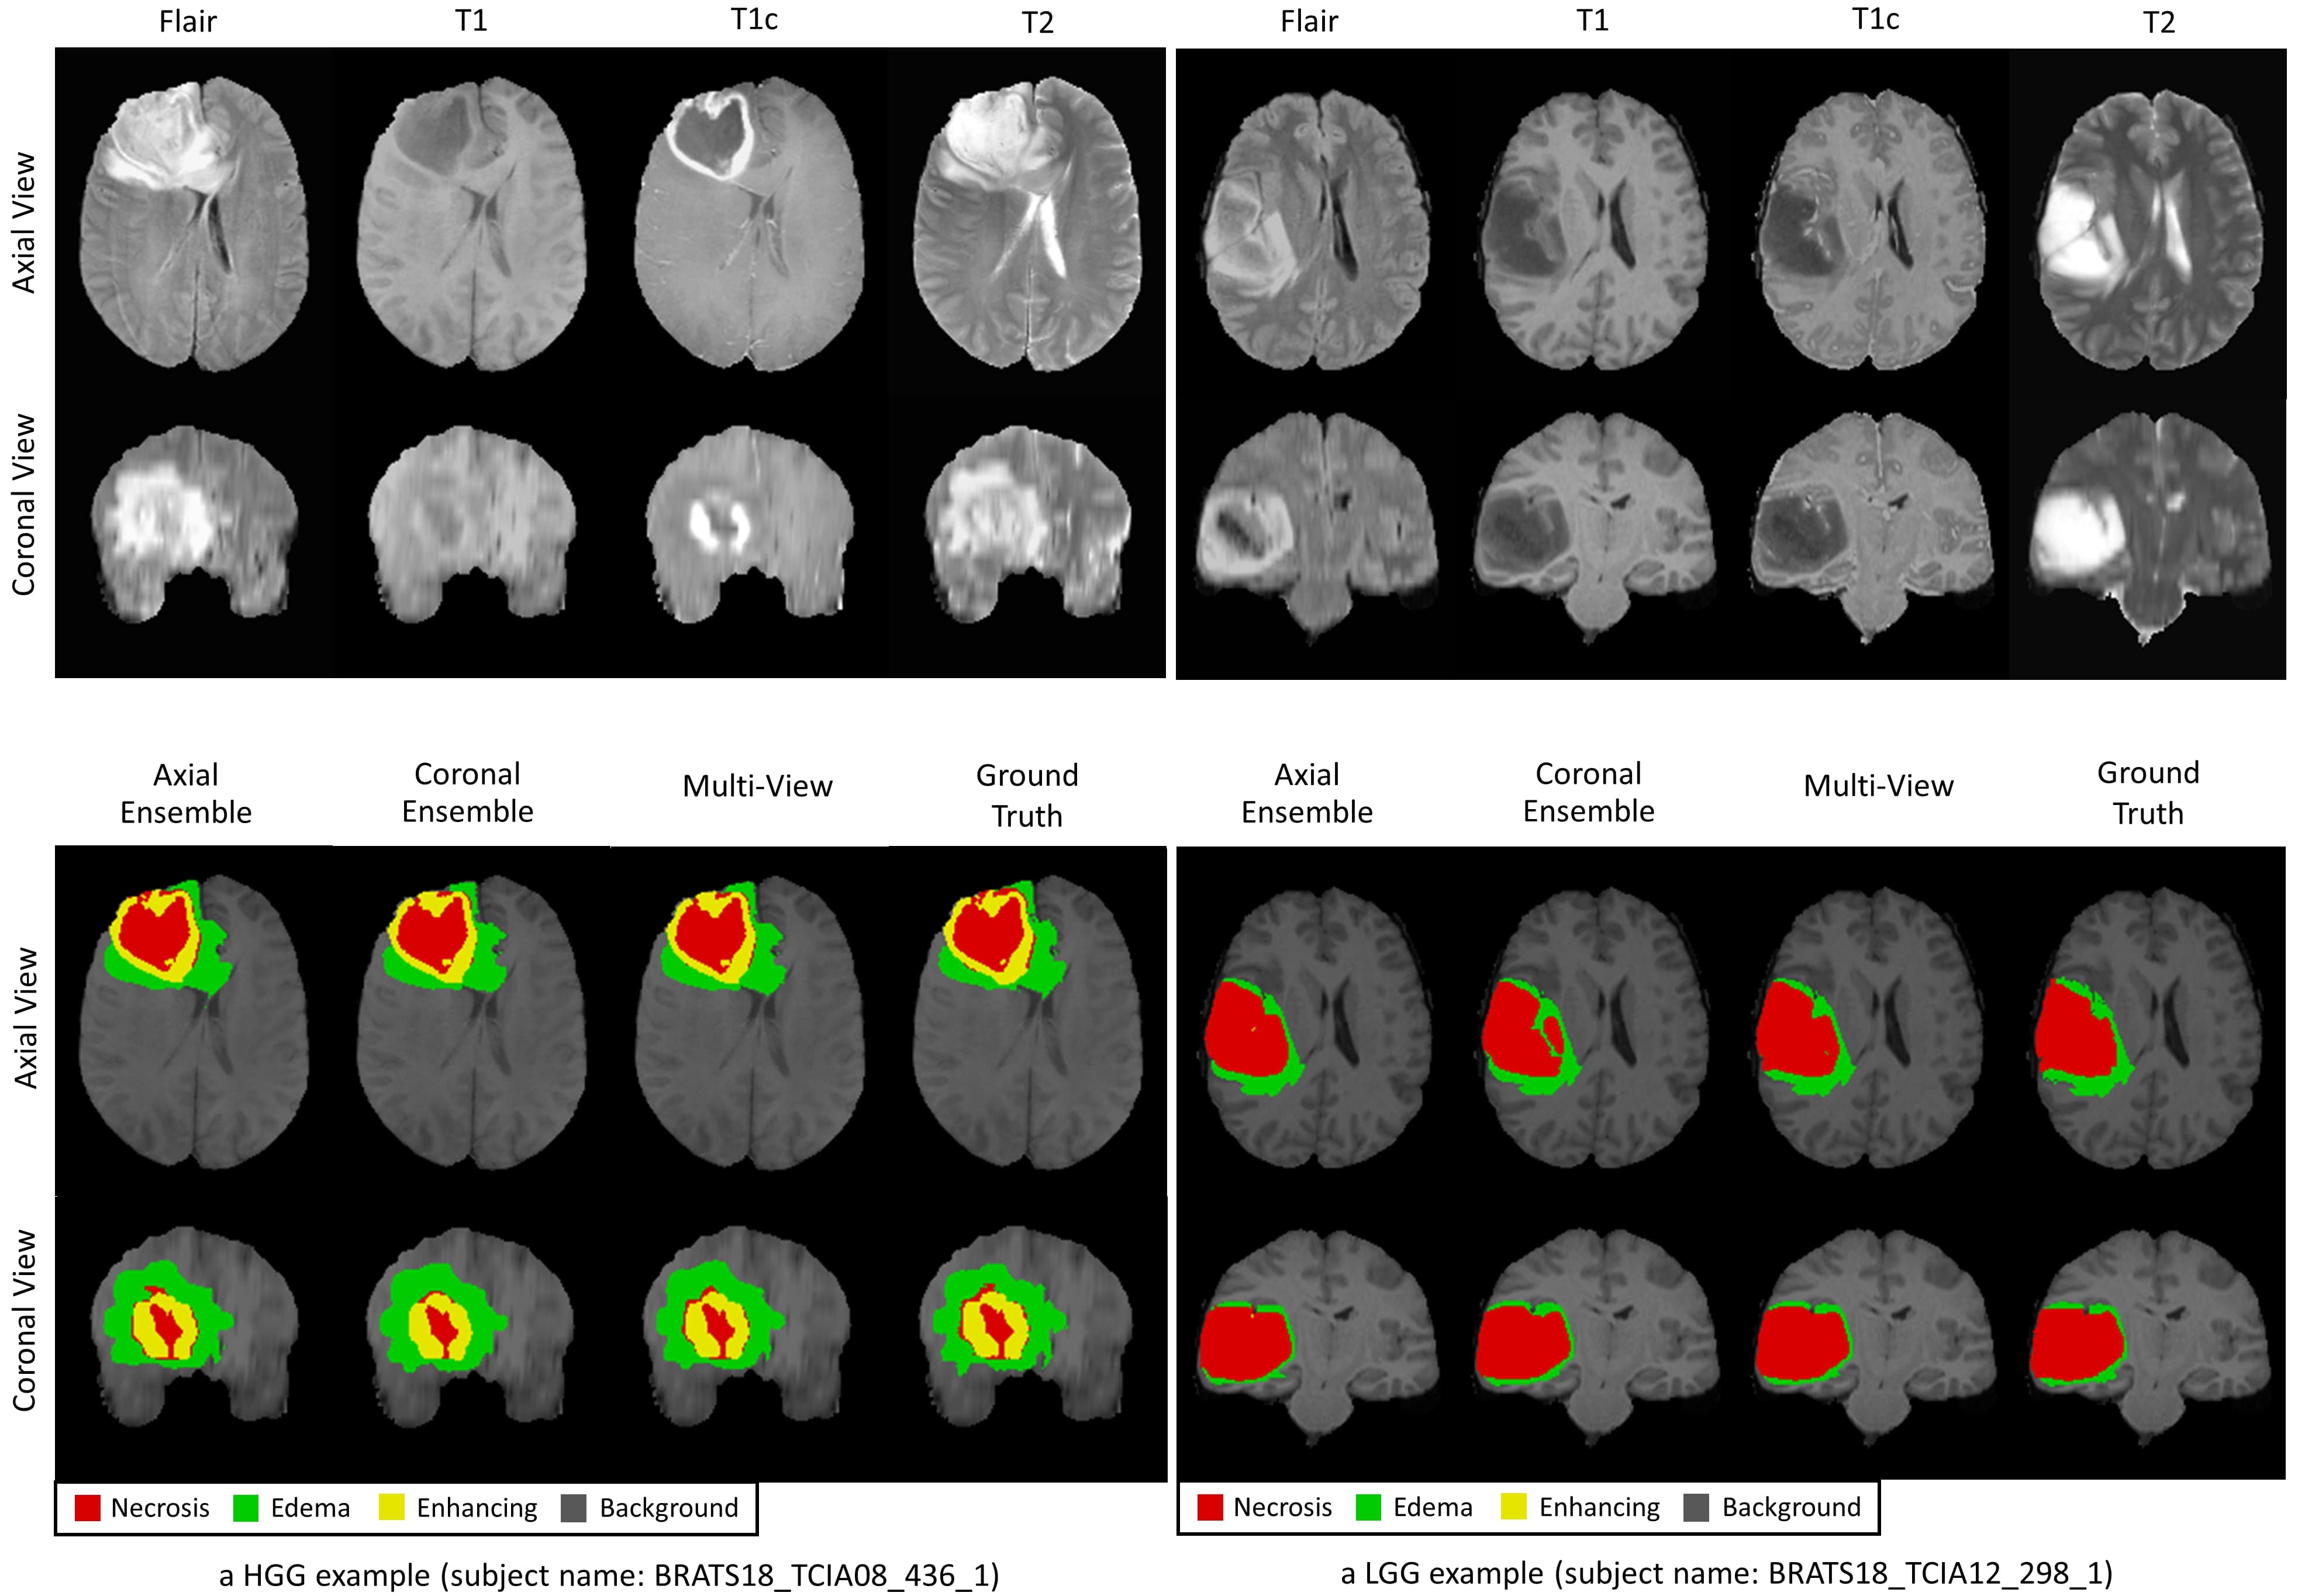 Flair T1 T1c T2 Flair T1 T1c T2
Axial View
Coronal View
Axial Ensemble
Coronal Ensemble
Multi-View
Ground Truth
Axial Ensemble
Coronal Ensemble
Multi-View
Ground Truth
Axial View
Coronal View
Necrosis Edema Enhancing Background
Necrosis Edema Enhancing Background
a HGG example (subject name: BRATS18_TCIA08_436_1)
a LGG example (subject name: BRATS18_TCIA12_298_1)